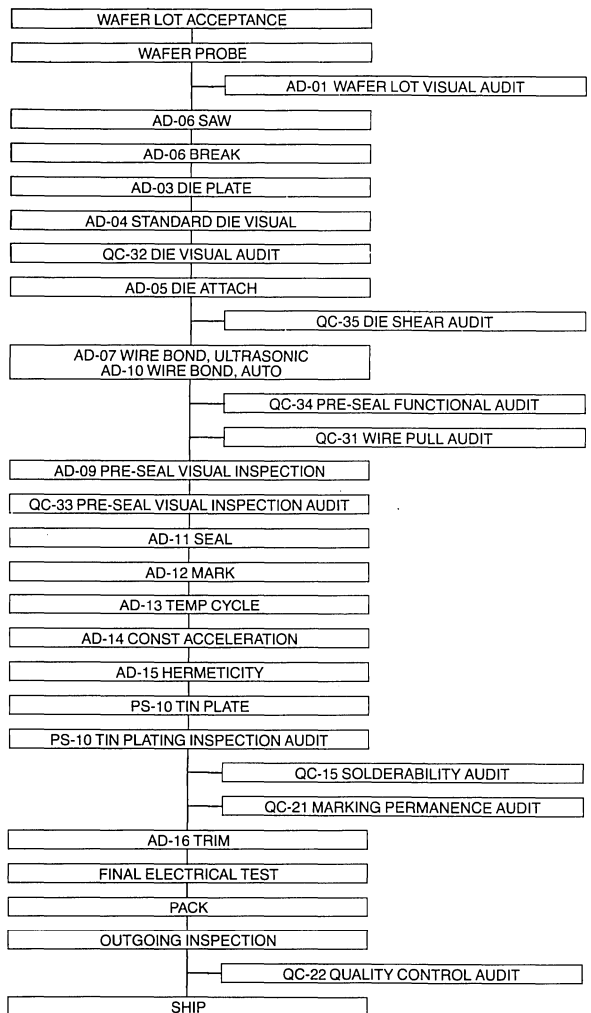 WAFER LOT ACCEPTANCE
WAFER PROBE
AD-01 WAFER LOT VISUAL AUDIT
AD-06 SAW
AD-06 BREAK
AD-03 DIE PLATE
AD-04 STANDARD DIE VISUAL
QC-32 DIE VISUAL AUDIT
AD-05 DIE ATTACH
QC-35 DIE SHEAR AUDIT
AD-07 WIRE BOND, ULTRASONIC
AD-10 WIRE BOND, AUTO
QC-34 PRE-SEAL FUNCTIONAL AUDIT
QC-31 WIRE PULL AUDIT
AD-09 PRE-SEAL VISUAL INSPECTION
QC-33 PRE-SEAL VISUAL INSPECTION AUDIT
AD-11 SEAL
AD-12 MARK
AD-13 TEMP CYCLE
AD-14 CONST ACCELERATION
AD-15 HERMETICITY
PS-10 TIN PLATE
PS-10 TIN PLATING INSPECTION AUDIT
QC-15 SOLDERABILITY AUDIT
QC-21 MARKING PERMANENCE AUDIT
AD-16 TRIM
FINAL ELECTRICAL TEST
PACK
OUTGOING INSPECTION
QC-22 QUALITY CONTROL AUDIT
SHIP